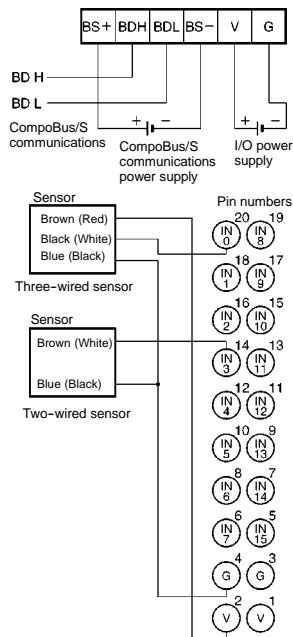 BS+ BDH BDL BS− V G
BD H
BD L
+ −
+ −
CompoBus/S
communications
CompoBus/S
communications
power supply
I/O power
supply
Sensor
Brown (Red)
Black (White)
Blue (Black)
Three-wired sensor
Sensor
Brown (White)
Blue (Black)
Two-wired sensor
Pin numbers
20 19
IN 0 IN 8
18 17
IN 1 IN 9
16 15
IN 2 IN 10
14 13
IN 3 IN 11
12 11
IN 4 IN 12
10 9
IN 5 IN 13
8 7
IN 6 IN 14
6 5
IN 7 IN 15
4 3
G G
2 1
V V